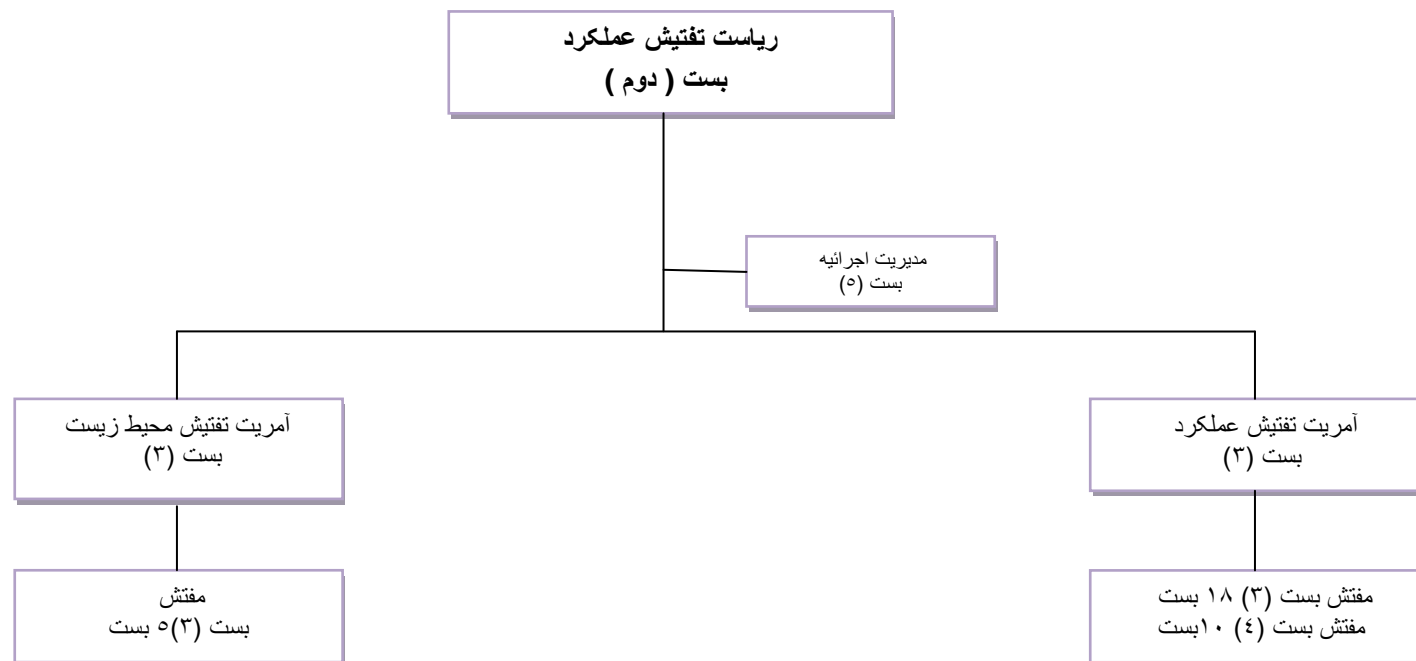 ریاست تفتیش عملکرد
بست ( دوم )
مدیریت اجرائیه
بست (٥)
آمریت تفتیش عملکرد
بست (٣)
آمریت تفتیش محیط زیست
بست (٣)
مفتش بست (٣) ١٨ بست
مفتش بست (٤) ١٠بست
مفتش
بست (٣)٥ بست